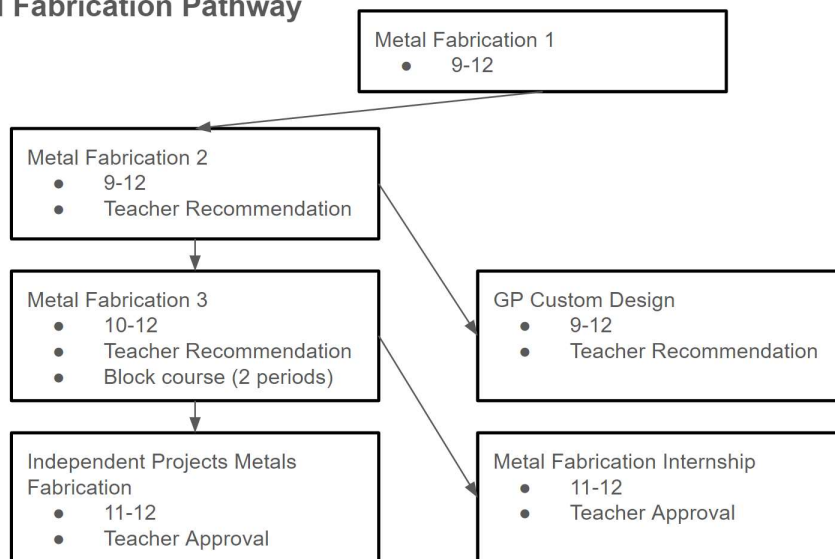 Fabrication Pathway
Metal Fabrication 1
● 9-12
Metal Fabrication 2
● 9-12
● Teacher Recommendation
Metal Fabrication 3
● 10-12
● Teacher Recommendation
● Block course (2 periods)
GP Custom Design
● 9-12
● Teacher Recommendation
Independent Projects Metals
Fabrication
● 11-12
● Teacher Approval
Metal Fabrication Internship
● 11-12
● Teacher Approval